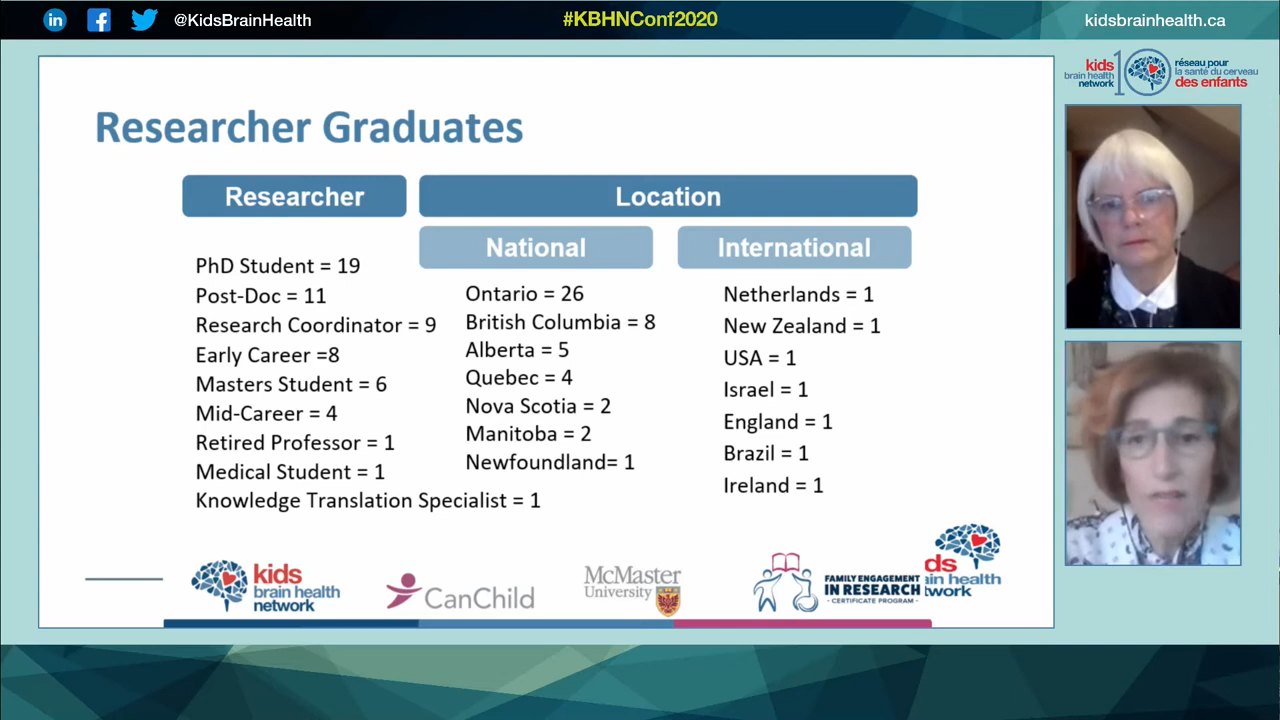 @KidsBrainHealth
#KBHNConf2020
kidsbrainhealth.ca
kids
brain health
network
10
réseau pour
la santé du cerveau
des enfants
Researcher Graduates
Researcher
Location
National
International
PhD Student = 19
Post-Doc = 11
Research Coordinator = 9
Early Career =8
Masters Student = 6
Mid-Career = 4
Retired Professor = 1
Medical Student = 1
Knowledge Translation Specialist = 1
Ontario = 26
British Columbia = 8
Alberta = 5
Quebec = 4
Nova Scotia = 2
Manitoba = 2
Newfoundland= 1
Netherlands = 1
New Zealand = 1
USA = 1
Israel = 1
England = 1
Brazil = 1
Ireland = 1
kids
brain health
network
CanChild
McMaster
University
FAMILY ENGAGEMENT
IN RESEARCH
- CERTIFICATE PROGRAM -
ds
in health
twork